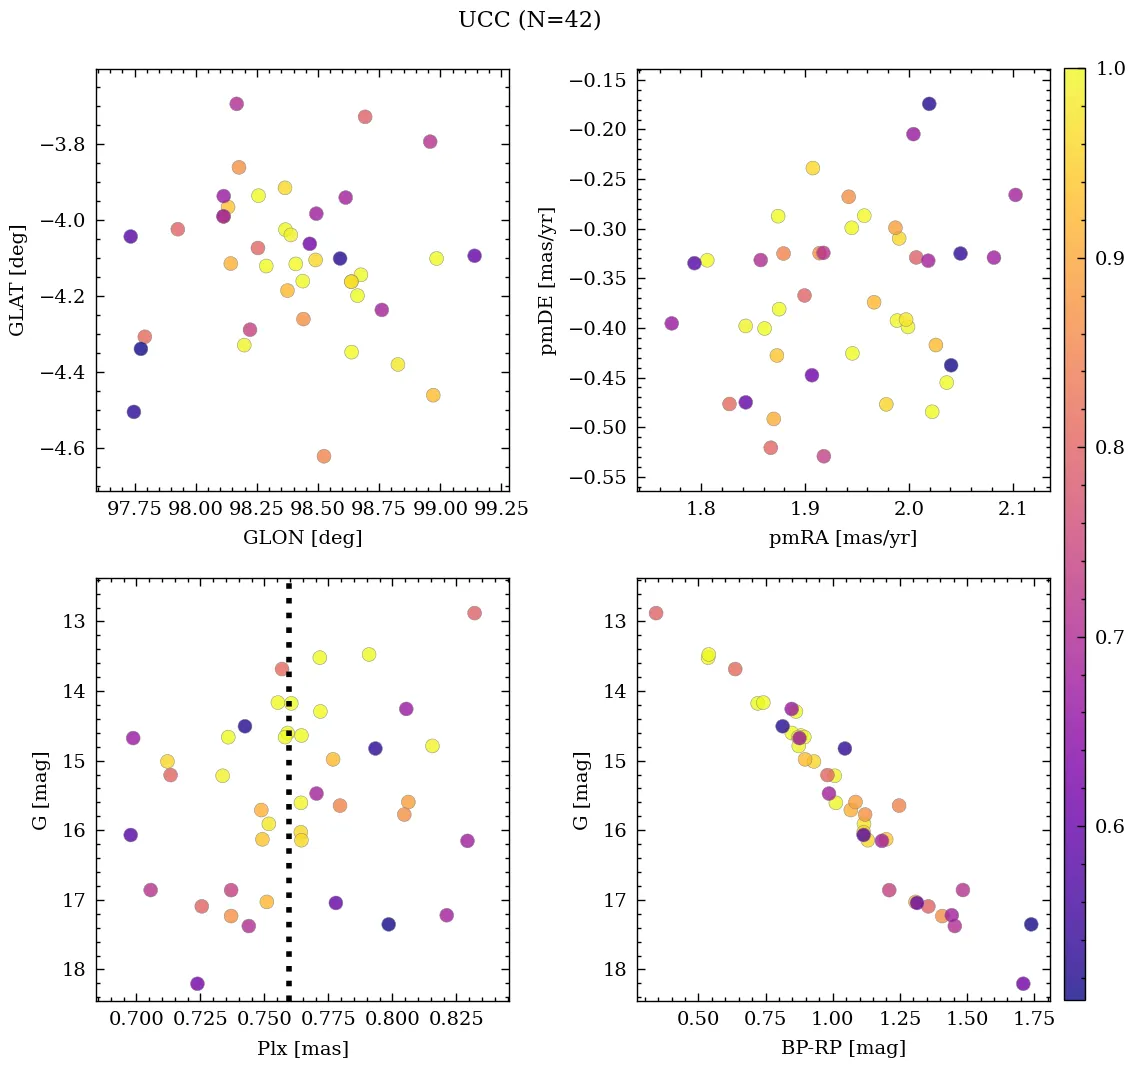 UCC (N=42)
−3.8
−4.0
−4.2
−4.4
−4.6
GLAT [deg]
97.75 98.00 98.25 98.50 98.75 99.00 99.25
GLON [deg]
−0.15
−0.20
−0.25
−0.30
−0.35
−0.40
−0.45
−0.50
−0.55
pmDE [mas/yr]
1.8 1.9 2.0 2.1
pmRA [mas/yr]
1.0
0.9
0.8
0.7
0.6
13
14
15
16
17
18
G [mag]
0.700 0.725 0.750 0.775 0.800 0.825
Plx [mas]
13
14
15
16
17
18
G [mag]
0.50 0.75 1.00 1.25 1.50 1.75
BP-RP [mag]